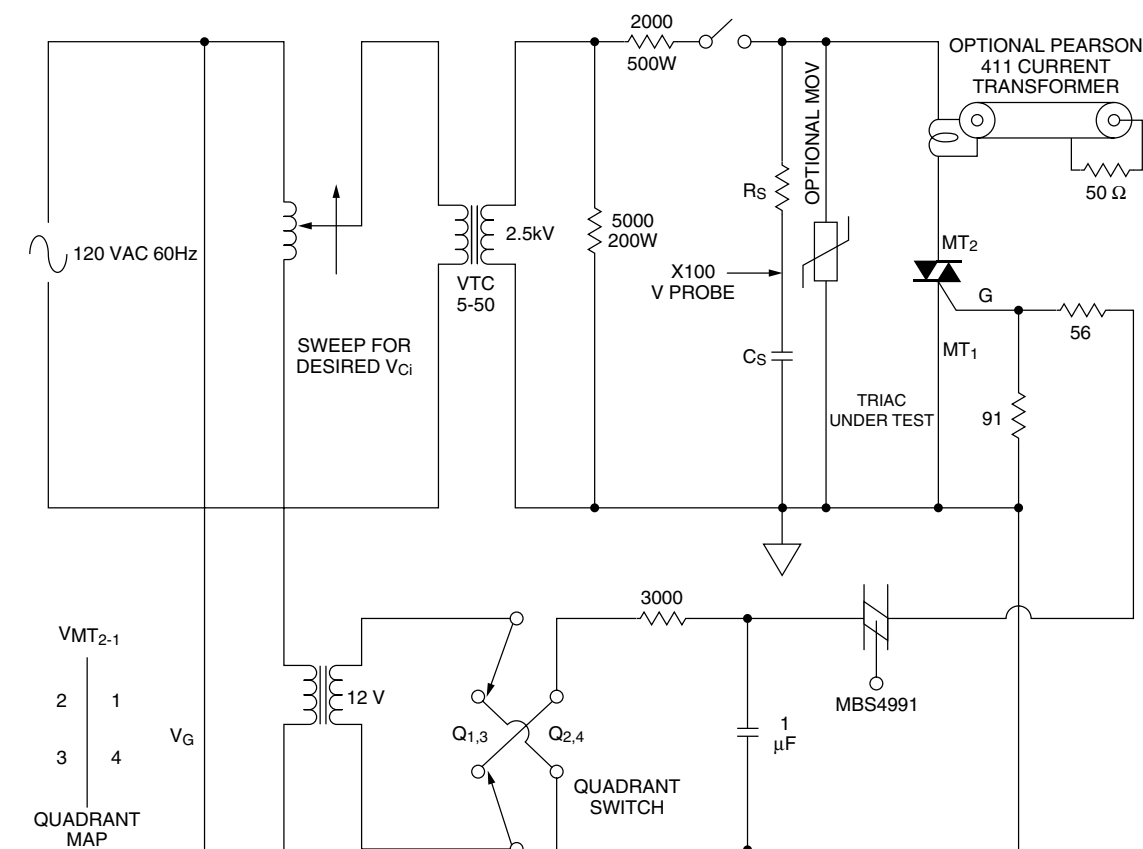 2000
500W
OPTIONAL PEARSON
411 CURRENT
TRANSFORMER
OPTIONAL MOV
50 Ω
RS
5000
200W
2.5kV
120 VAC 60Hz
VTC
5-50
X100
V PROBE
MT2
G
56
MT1
SWEEP FOR
DESIRED VCi
CS
TRIAC
UNDER TEST
91
3000
VMT2-1
2
1
12 V
MBS4991
VG
Q1,3
Q2,4
1
μF
3
4
QUADRANT
SWITCH
QUADRANT
MAP